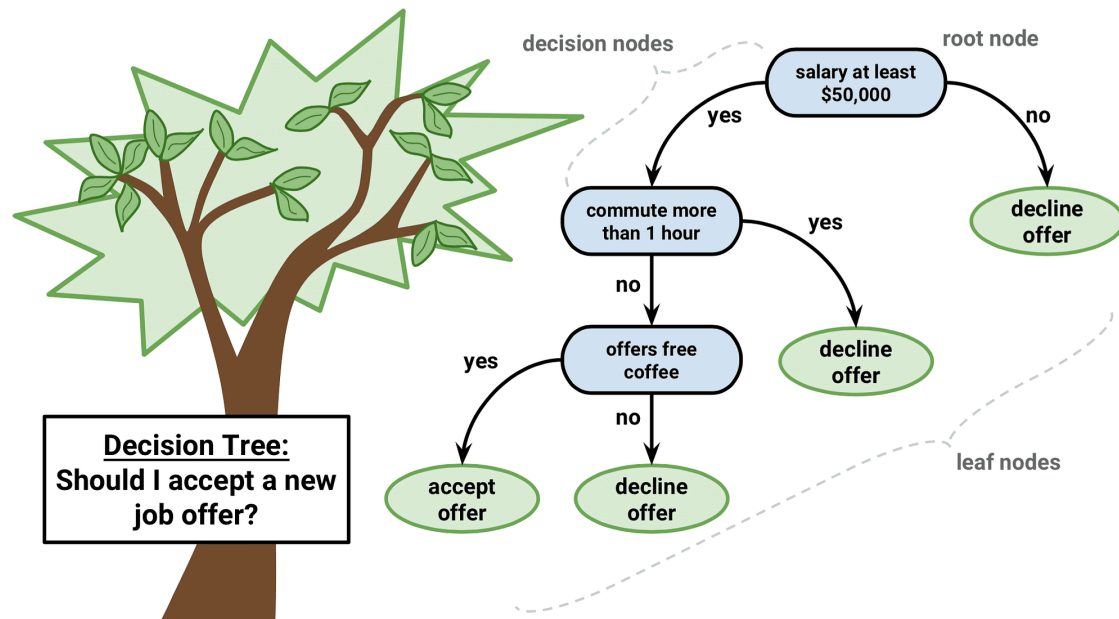 decision nodes
root node
salary at least
$50,000
yes
no
commute more
than 1 hour
decline
offer
yes
no
offers free
coffee
decline
offer
yes
no
accept
offer
decline
offer
leaf nodes
Decision Tree:
Should I accept a new
job offer?